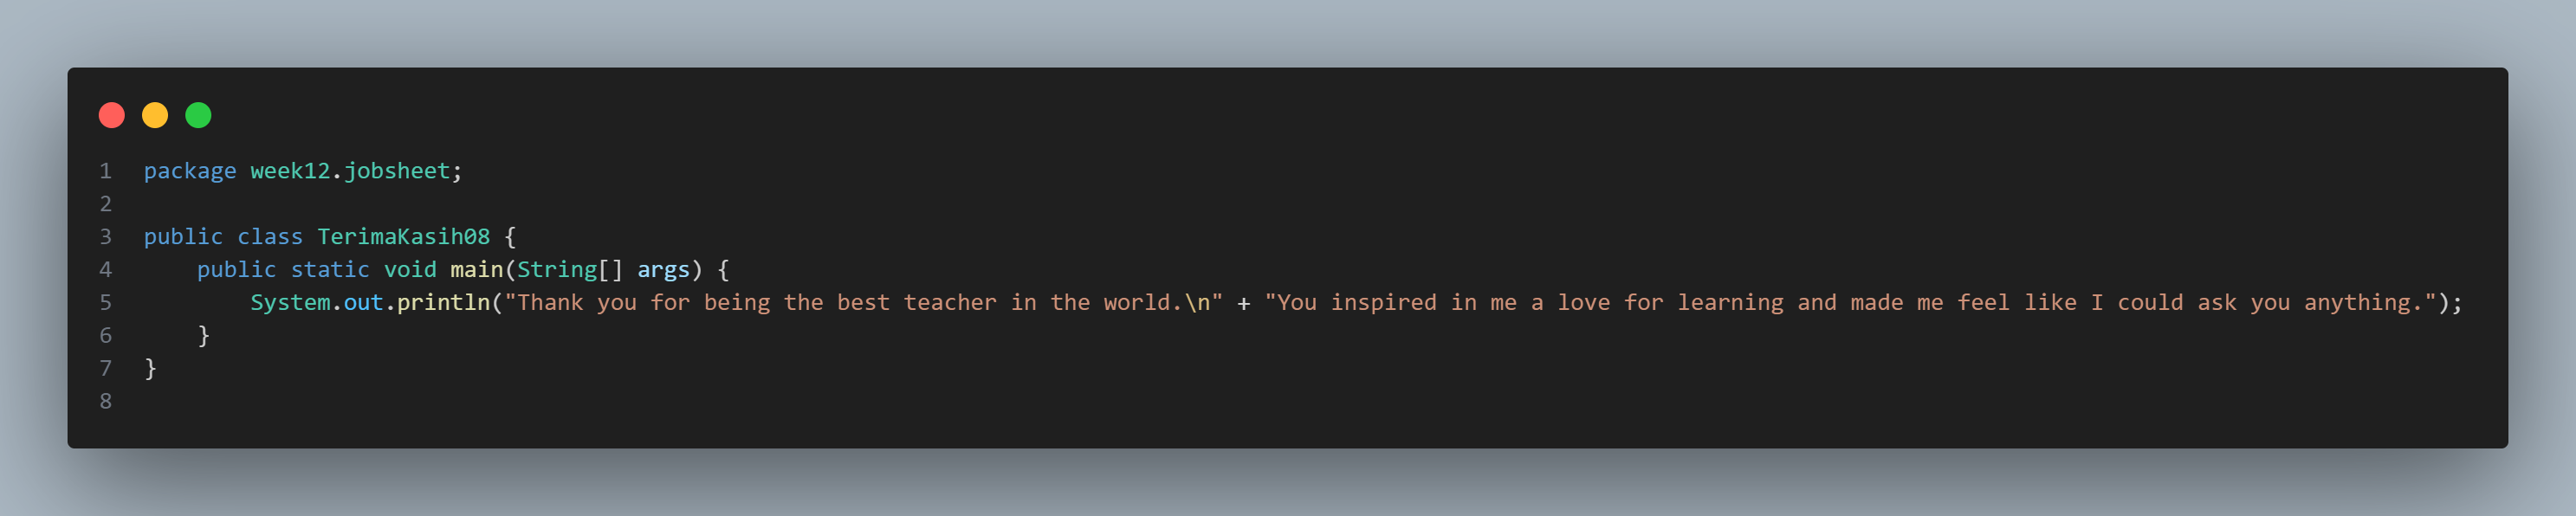 1 package week12.jobsheet;
2
3 public class TerimaKasih08 {
4     public static void main(String[] args) {
5         System.out.println("Thank you for being the best teacher in the world.\n" + "You inspired in me a love for learning and made me feel like I could ask you anything.");
6     }
7 }
8